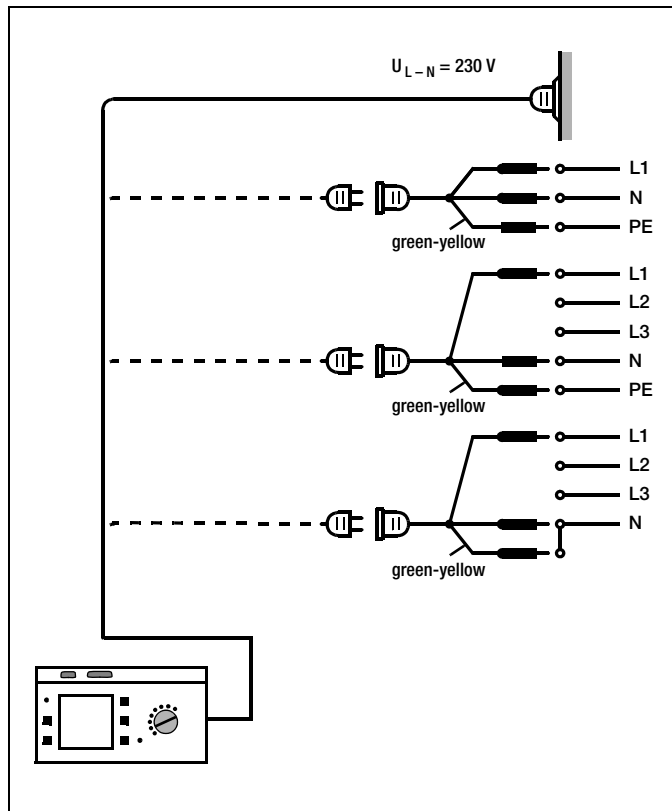 U L – N = 230 V
L1
N
PE
green-yellow
L1
L2
L3
N
PE
green-yellow
L1
L2
L3
N
green-yellow